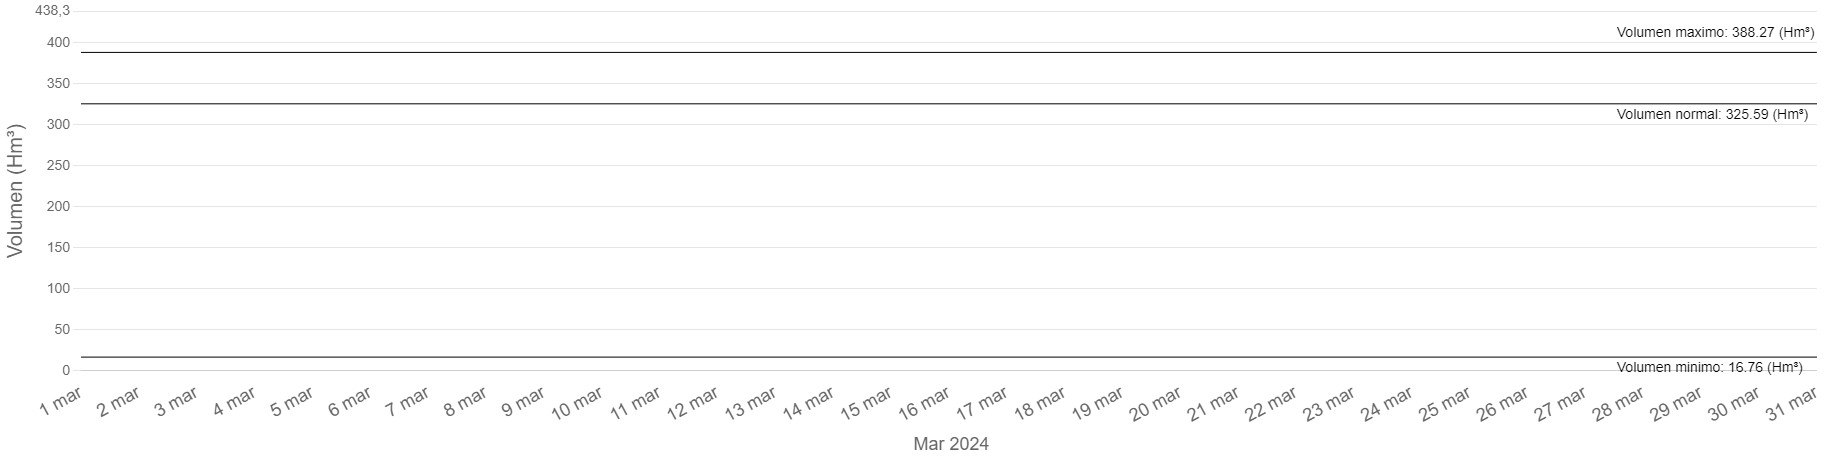 438,3
400
350
300
250
200
150
100
50
0
Volumen (Hm³)
Volumen maximo: 388.27 (Hm³)
Volumen normal: 325.59 (Hm³)
Volumen minimo: 16.76 (Hm³)
1 mar
2 mar
3 mar
4 mar
5 mar
6 mar
7 mar
8 mar
9 mar
10 mar
11 mar
12 mar
13 mar
14 mar
15 mar
16 mar
17 mar
18 mar
19 mar
20 mar
21 mar
22 mar
23 mar
24 mar
25 mar
26 mar
27 mar
28 mar
29 mar
30 mar
31 mar
Mar 2024